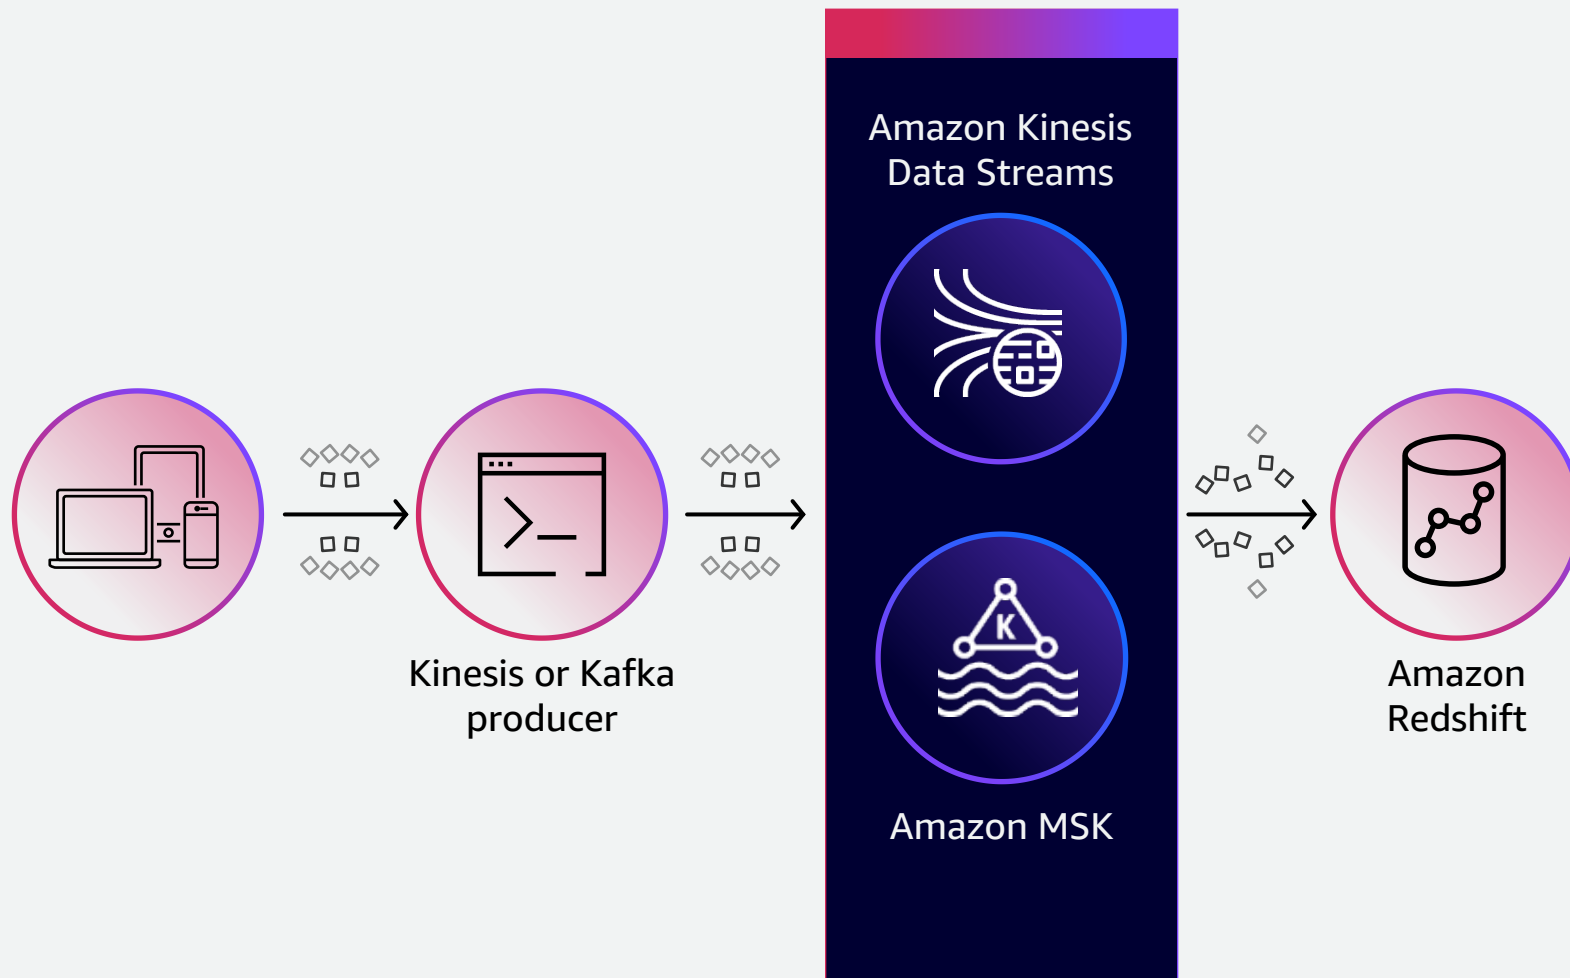 Amazon Kinesis
Data Streams
K
Kinesis or Kafka
producer
Amazon MSK
Amazon
Redshift